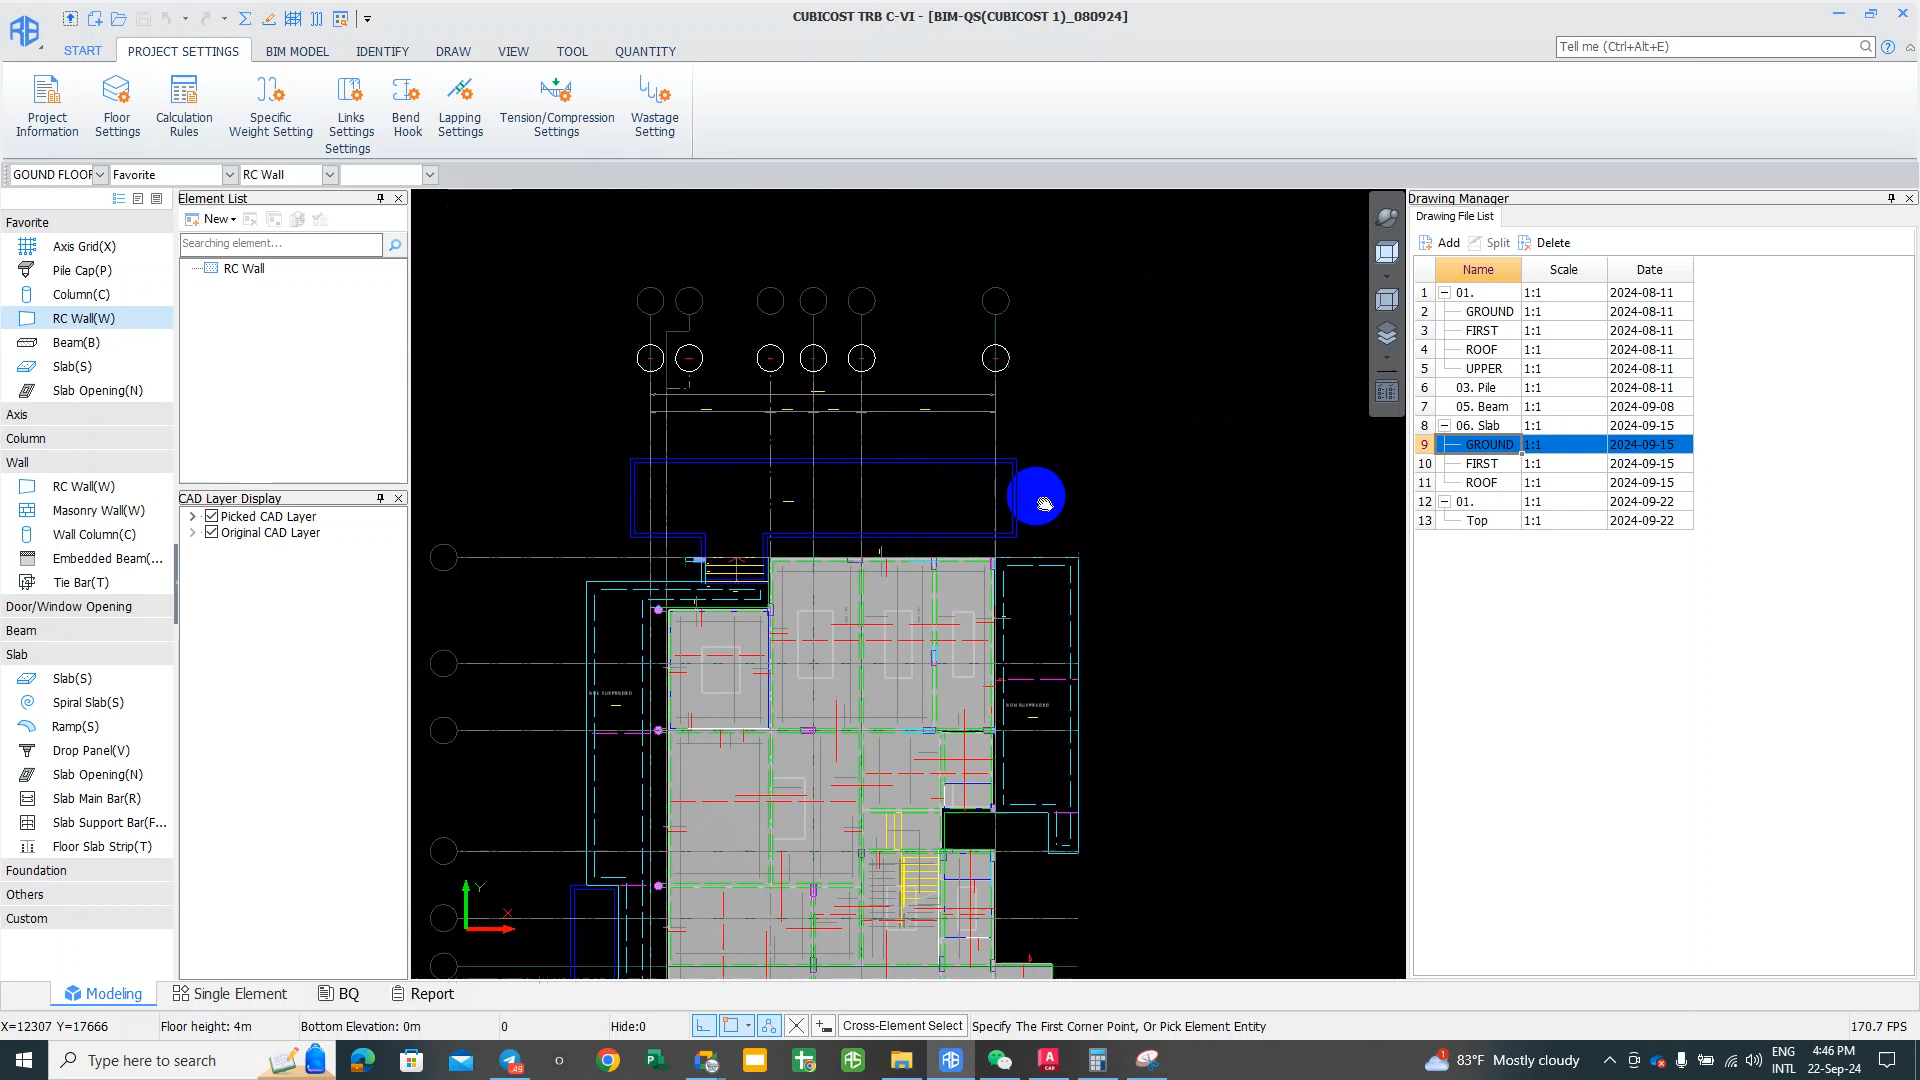 CUBICOST TRB C-VI - [BIM-QS(CUBICOST 1)_080924]
RB
START
PROJECT SETTINGS
BIM MODEL
IDENTIFY
DRAW
VIEW
TOOL
QUANTITY
Tell me (Ctrl+Alt+E)
Project Information
Floor Settings
Calculation Rules
Specific Weight Setting
Links Settings
Bend Hook
Lapping Settings
Tension/Compression Settings
Wastage Setting
Settings
GOUND FLOOR
Favorite
RC Wall
Favorite
Axis Grid(X)
Pile Cap(P)
Column(C)
RC Wall(W)
Beam(B)
Slab(S)
Slab Opening(N)
Axis
Column
Wall
RC Wall(W)
Masonry Wall(W)
Wall Column(C)
Embedded Beam(...
Tie Bar(T)
Door/Window Opening
Beam
Slab
Slab(S)
Spiral Slab(S)
Ramp(S)
Drop Panel(V)
Slab Opening(N)
Slab Main Bar(R)
Slab Support Bar(F...
Floor Slab Strip(T)
Foundation
Others
Custom
Element List
New
Searching element...
RC Wall
CAD Layer Display
Picked CAD Layer
Original CAD Layer
NON SUSPENDED
NON SUSPENDED
Y
X
Drawing Manager
Drawing File List
Add Split Delete
Name Scale Date
1 01. 1:1 2024-08-11
2 GROUND 1:1 2024-08-11
3 FIRST 1:1 2024-08-11
4 ROOF 1:1 2024-08-11
5 UPPER 1:1 2024-08-11
6 03. Pile 1:1 2024-08-11
7 05. Beam 1:1 2024-09-08
8 06. Slab 1:1 2024-09-15
9 GROUND 1:1 2024-09-15
10 FIRST 1:1 2024-09-15
11 ROOF 1:1 2024-09-15
12 01. 1:1 2024-09-22
13 Top 1:1 2024-09-22
Modeling
Single Element
BQ
Report
X=12307 Y=17666
Floor height: 4m
Bottom Elevation: 0m
0
Hide:0
Cross-Element Select
Specify The First Corner Point, Or Pick Element Entity
170.7 FPS
Type here to search
49
83°F Mostly cloudy
ENG
INTL
4:46 PM
22-Sep-24